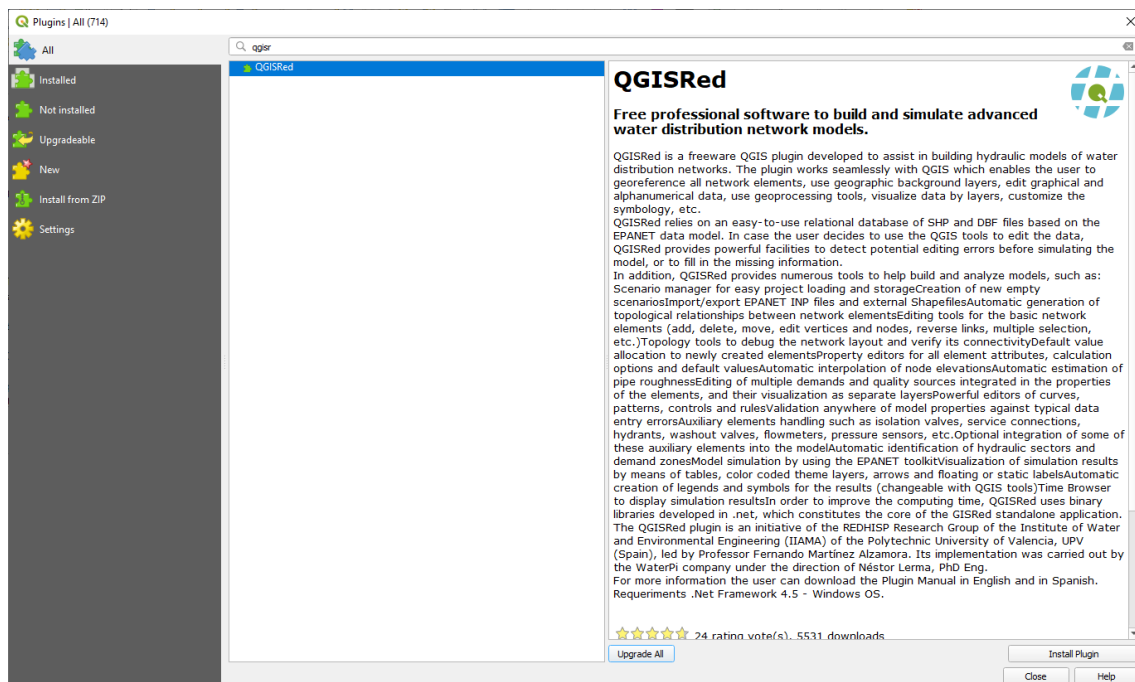 Plugins | All (714)
All
Installed
Not installed
Upgradeable
New
Install from ZIP
Settings
qgisr
QGISRed
QGISRed
Free professional software to build and simulate advanced
water distribution network models.
QGISRed is a freeware QGIS plugin developed to assist in building hydraulic models of water
distribution networks. The plugin works seamlessly with QGIS which enables the user to
georeference all network elements, use geographic background layers, edit graphical and
alphanumerical data, use geoprocessing tools, visualize data by layers, customize the
symbology, etc.
QGISRed relies on an easy-to-use relational database of SHP and DBF files based on the
EPANET data model. In case the user decides to use the QGIS tools to edit the data,
QGISRed provides powerful facilities to detect potential editing errors before simulating the
model, or to fill in the missing information.
In addition, QGISRed provides numerous tools to help build and analyze models, such as:
Scenario manager for easy project loading and storageCreation of new empty
scenariosImport/export EPANET INP files and external ShapefilesAutomatic generation of
topological relationships between network elementsEditing tools for the basic network
elements (add, delete, move, edit vertices and nodes, reverse links, multiple selection,
etc.)Topology tools to debug the network layout and verify its connectivityDefault value
allocation to newly created elementsProperty editors for all element attributes, calculation
options and default valuesAutomatic interpolation of node elevationsAutomatic estimation of
pipe roughnessEditing of multiple demands and quality sources integrated in the properties
of the elements, and their visualization as separate layersPowerful editors of curves,
patterns, controls and rulesValidation anywhere of model properties against typical data
entry errorsAuxiliary elements handling such as isolation valves, service connections,
hydrants, washout valves, flowmeters, pressure sensors, etc.Optional integration of some of
these auxiliary elements into the modelAutomatic identification of hydraulic sectors and
demand zonesModel simulation by using the EPANET toolkitVisualization of simulation results
by means of tables, color coded theme layers, arrows and floating or static labelsAutomatic
creation of legends and symbols for the results (changeable with QGIS tools)Time Browser
to display simulation resultsIn order to improve the computing time, QGISRed uses binary
libraries developed in .net, which constitutes the core of the GISRed standalone application.
The QGISRed plugin is an initiative of the REDHISP Research Group of the Institute of Water
and Environmental Engineering (IIAMA) of the Polytechnic University of Valencia, UPV
(Spain), led by Professor Fernando Martínez Alzamora. Its implementation was carried out by
the WaterPi company under the direction of Néstor Lerma, PhD Eng.
For more information the user can download the Plugin Manual in English and in Spanish.
Requeriments .Net Framework 4.5 - Windows OS.
24 rating vote(s), 5531 downloads
Upgrade All
Install Plugin
Close
Help